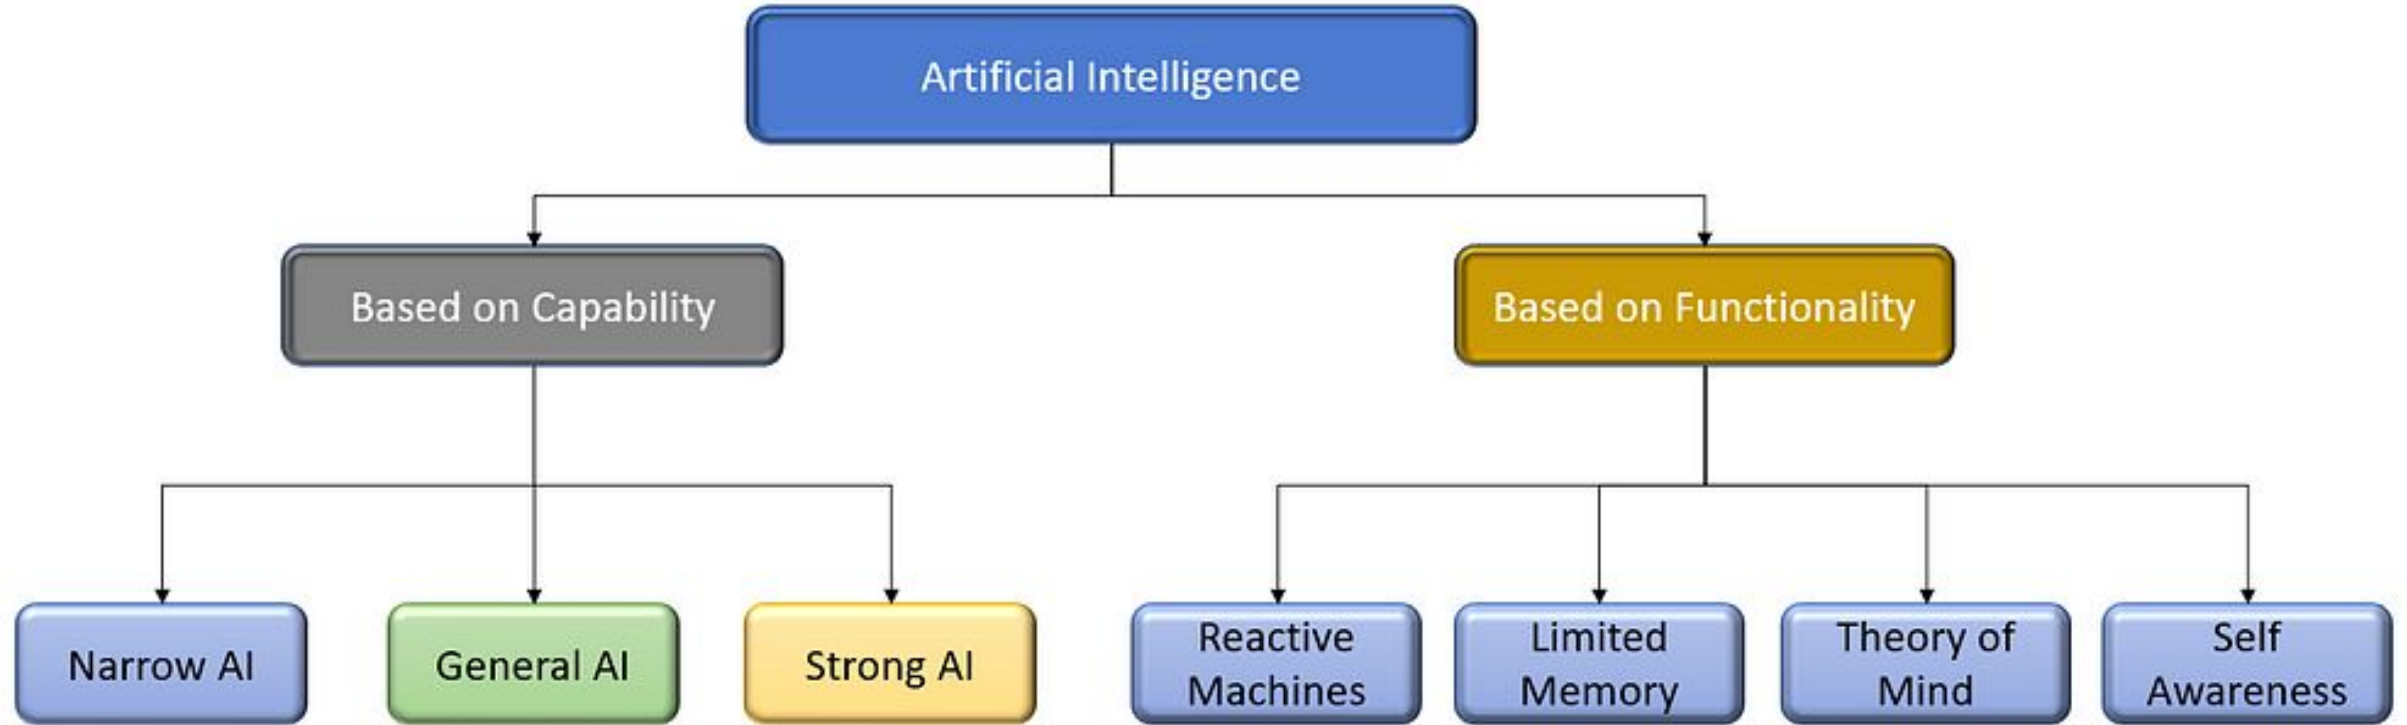 Artificial Intelligence
Based on Capability
Based on Functionality
Narrow AI
General AI
Strong AI
Reactive
Machines
Limited
Memory
Theory of
Mind
Self
Awareness